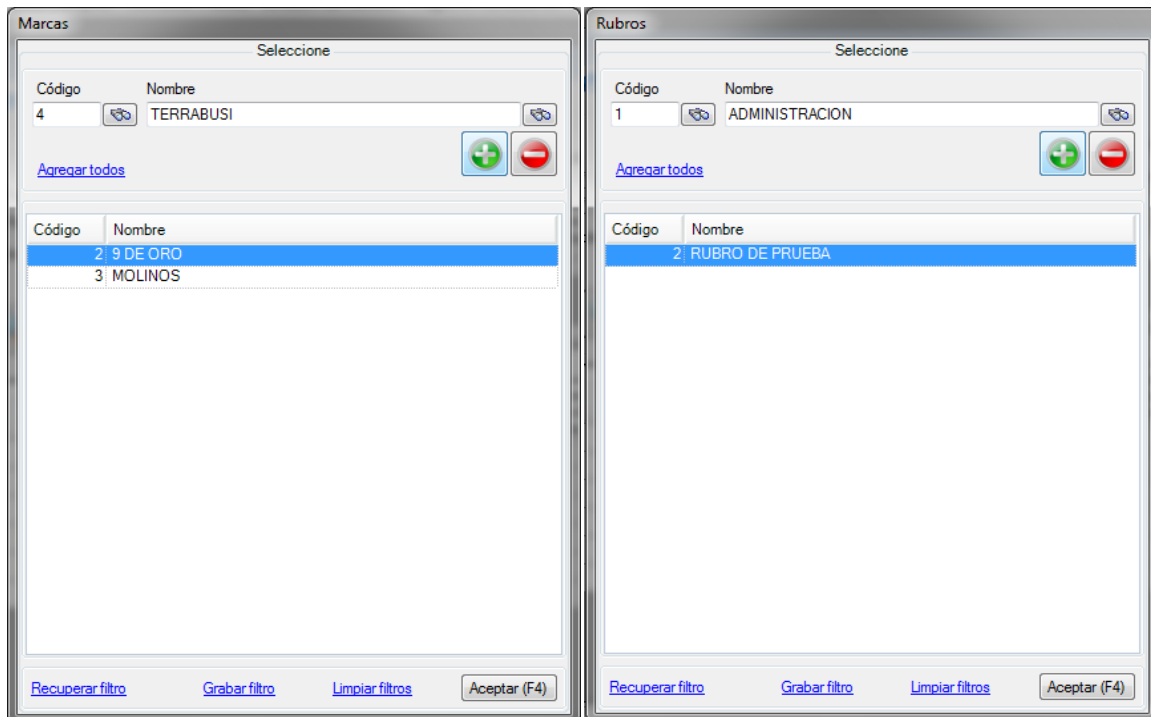 Marcas
Seleccione
Código Nombre
4 TERRABUSI
Agregar todos
Código Nombre
2 9 DE ORO
3 MOLINOS
Recuperar filtro Grabar filtro Limpiar filtros Aceptar (F4)
Rubros
Seleccione
Código Nombre
1 ADMINISTRACION
Agregar todos
Código Nombre
2 RUBRO DE PRUEBA
Recuperar filtro Grabar filtro Limpiar filtros Aceptar (F4)